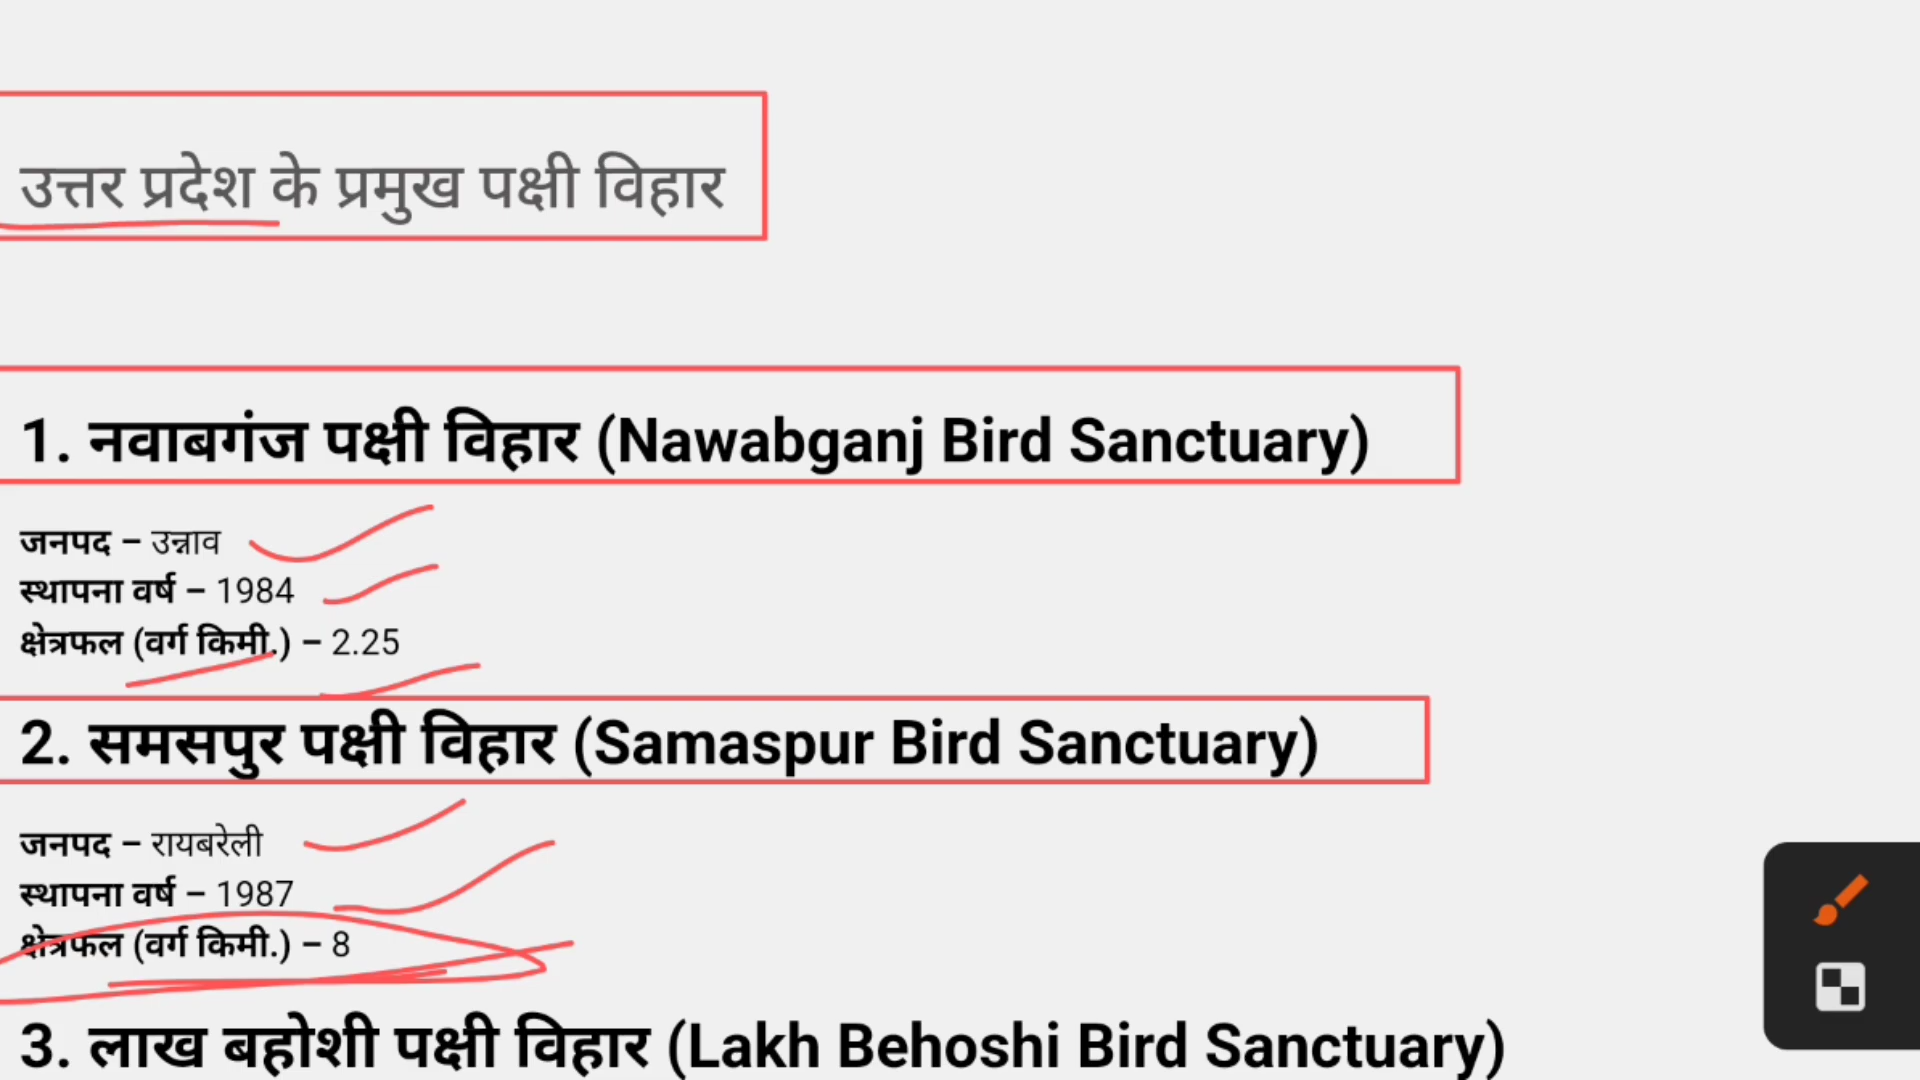 उत्तर प्रदेश के प्रमुख पक्षी विहार
1. नवाबगंज पक्षी विहार (Nawabganj Bird Sanctuary)
जनपद – उन्नाव
स्थापना वर्ष – 1984
क्षेत्रफल (वर्ग किमी.) – 2.25
2. समसपुर पक्षी विहार (Samaspur Bird Sanctuary)
जनपद – रायबरेली
स्थापना वर्ष – 1987
क्षेत्रफल (वर्ग किमी.) – 8
3. लाख बहोशी पक्षी विहार (Lakh Behoshi Bird Sanctuary)